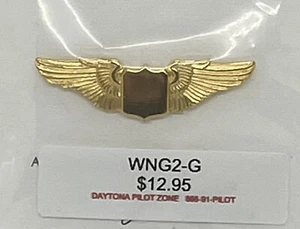 WNG2-G
$12.95
DAYTONA PILOT ZONE 866-91-PILOT